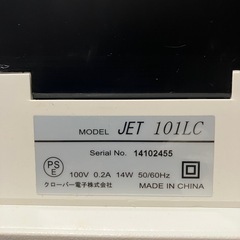 MODEL JET 101LC
Serial No. 14102455
PS
E
100V 0.2A 14W 50/60Hz
クローバー電子株式会社
MADE IN CHINA